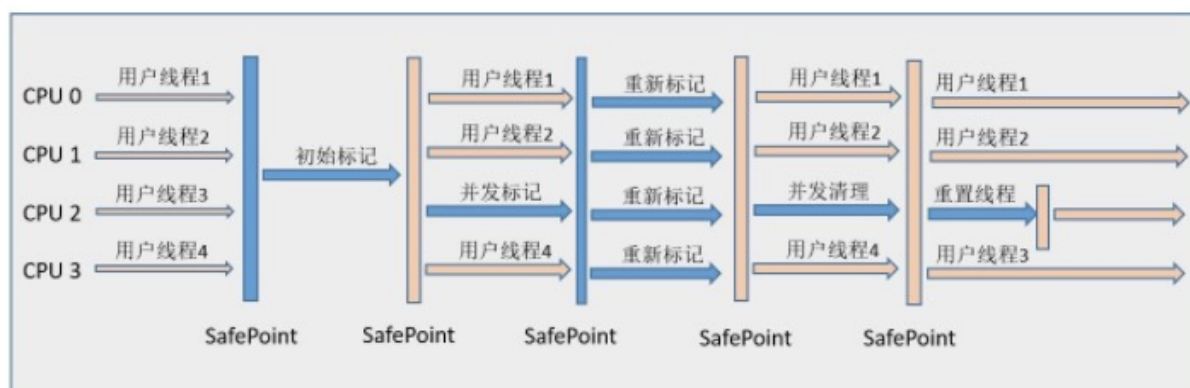 CPU 0 用户线程1 用户线程1 重新标记 用户线程1 用户线程1
CPU 1 用户线程2 初始标记 用户线程2 重新标记 用户线程2 用户线程2
CPU 2 用户线程3 并发标记 重新标记 并发清理 重置线程
CPU 3 用户线程4 用户线程4 重新标记 用户线程4 用户线程3
SafePoint SafePoint SafePoint SafePoint SafePoint